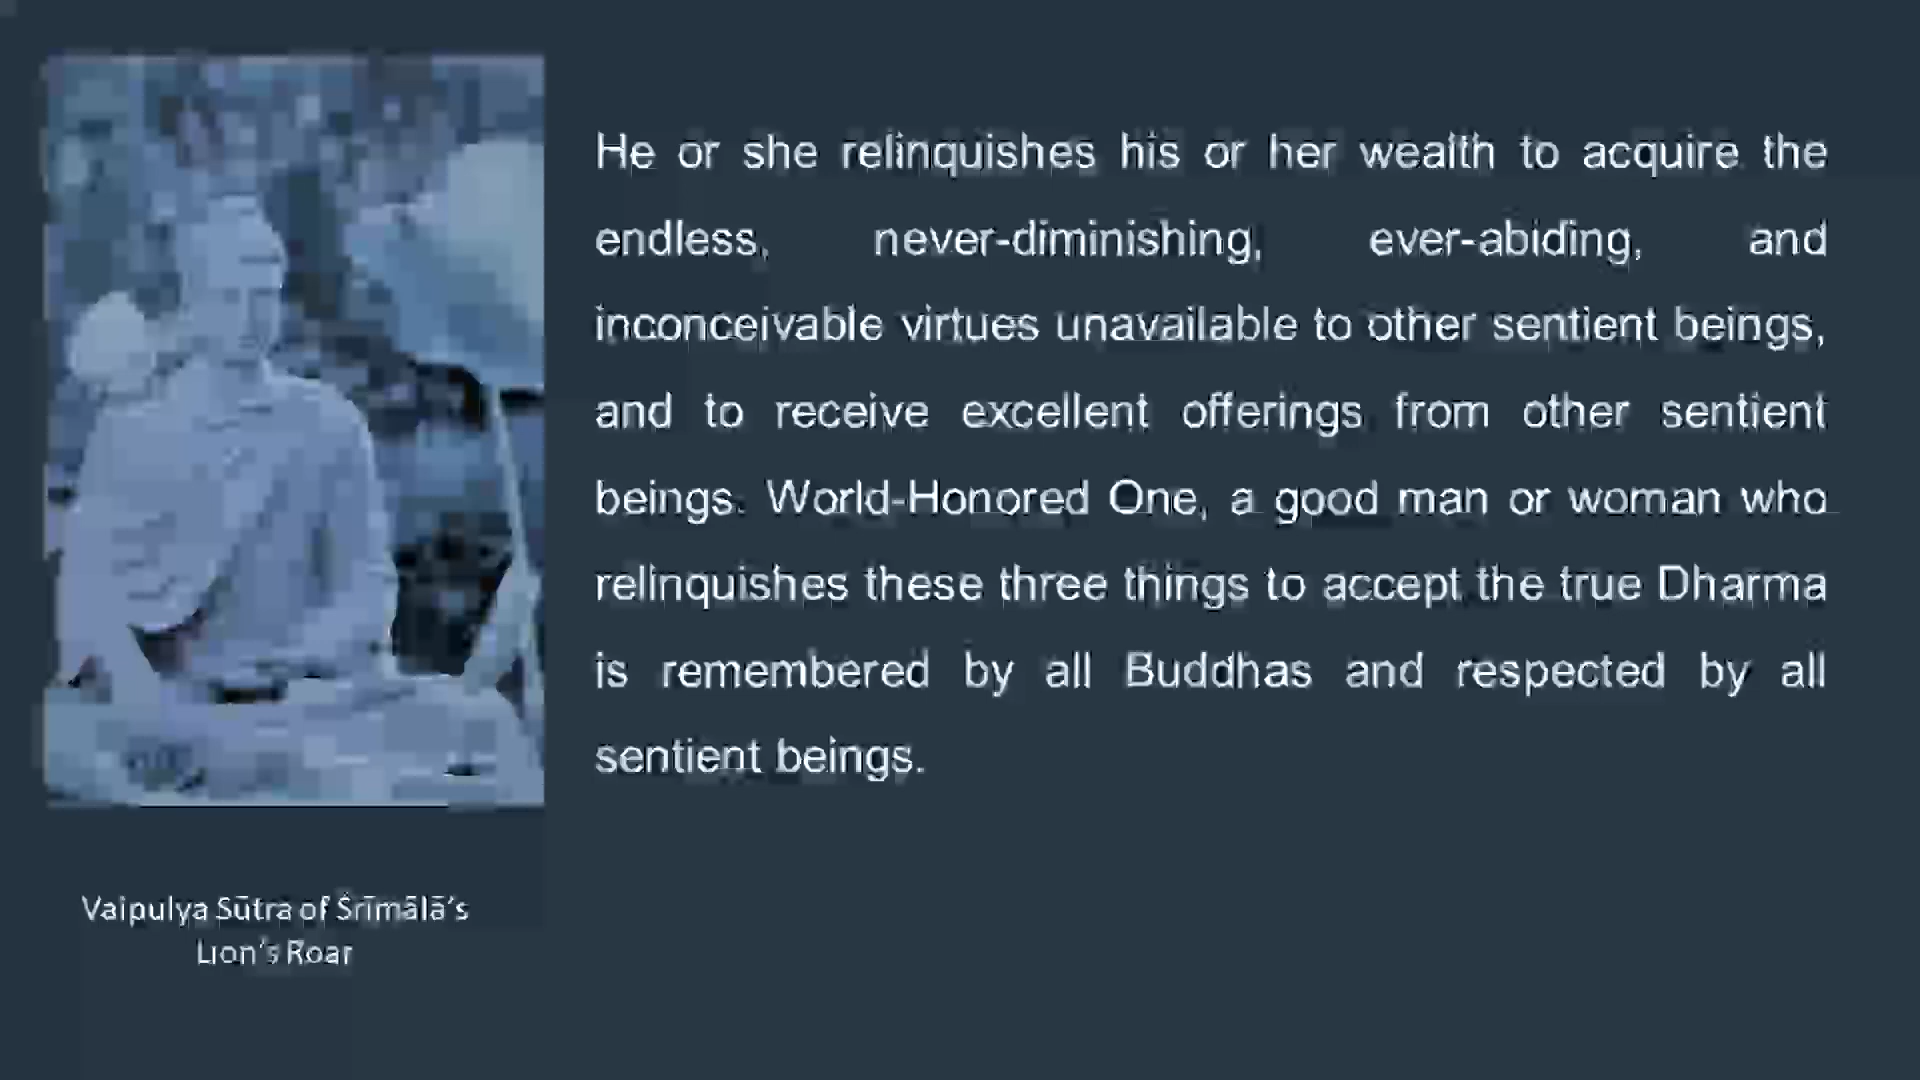 He or she relinquishes his or her wealth to acquire the
endless, never-diminishing, ever-abiding, and
inconceivable virtues unavailable to other sentient beings,
and to receive excellent offerings from other sentient
beings. World-Honored One, a good man or woman who
relinquishes these three things to accept the true Dharma
is remembered by all Buddhas and respected by all
sentient beings.
Vaipulya Sūtra of Śrīmālā's
Lion's Roar